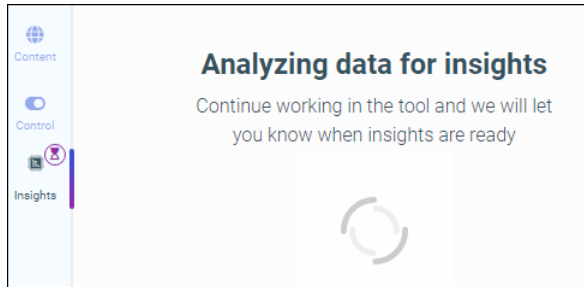 Content
Control
Insights
Analyzing data for insights
Continue working in the tool and we will let
you know when insights are ready